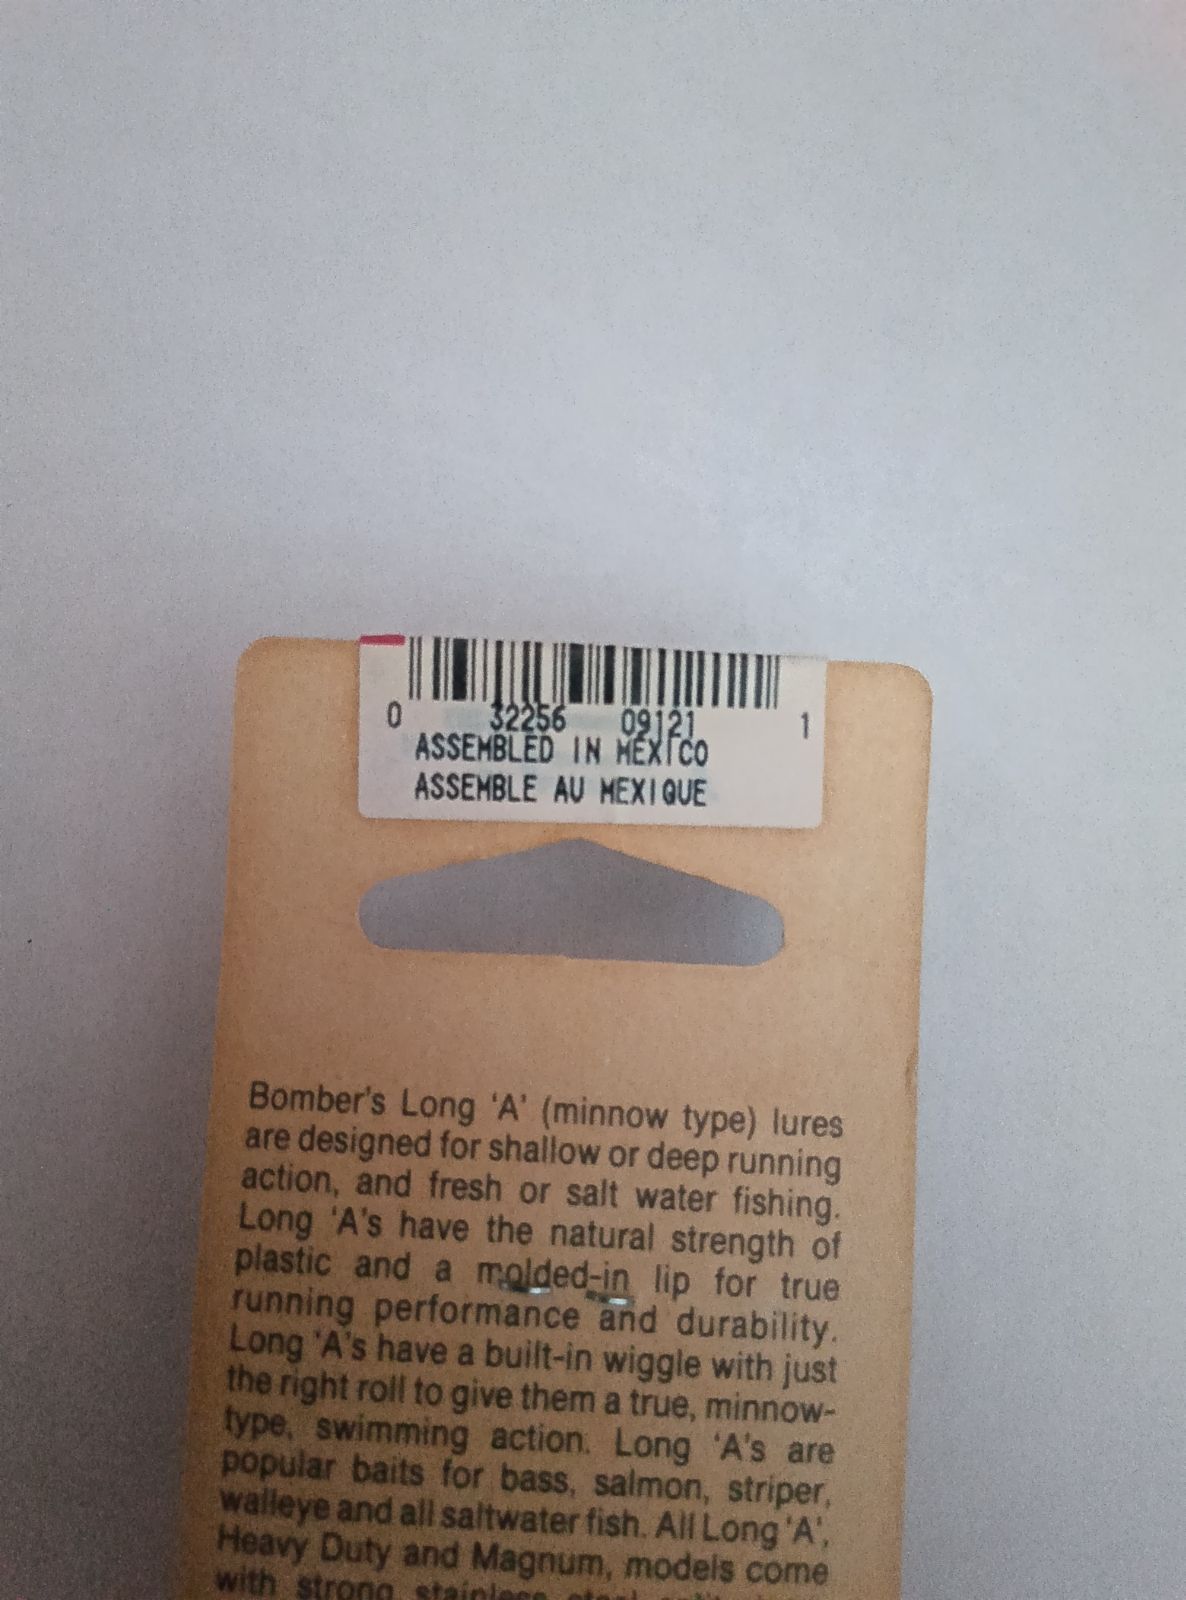 0 32256 09121 1
ASSEMBLED IN MEXICO
ASSEMBLE AU MEXIQUE
Bomber's Long 'A' (minnow type) lures
are designed for shallow or deep running
action, and fresh or salt water fishing.
Long 'A's have the natural strength of
plastic and a molded-in lip for true
running performance and durability.
Long 'A's have a built-in wiggle with just
the right roll to give them a true, minnow-
type, swimming action. Long 'A's are
popular baits for bass, salmon, striper,
walleye and all saltwater fish. All Long 'A',
Heavy Duty and Magnum, models come
with strong stainless steel